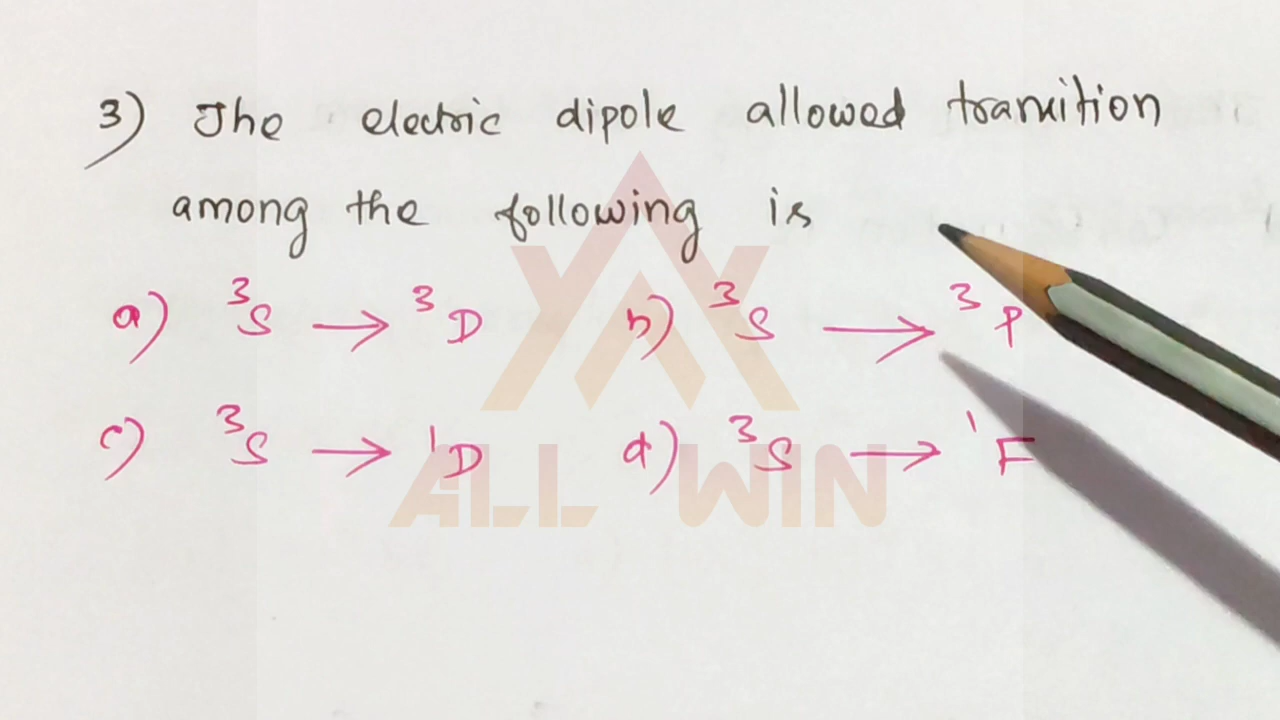 3) The electric dipole allowed transition
among the following is
a) ³S → ³D b) ³S → ³P
c) ³S → ¹D d) ³S → ¹F
ALL WIN